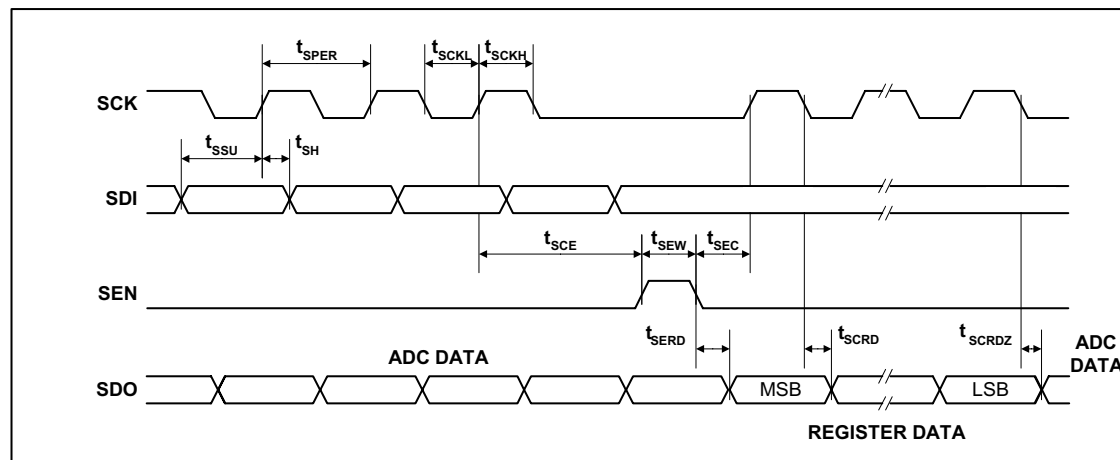 tSPER
tSCKL
tSCKH
SCK
tSSU
tSH
SDI
tSCE
tSEW
tSEC
SEN
tSERD
tSCRD
tSCRDZ
ADC DATA
ADC DATA
SDO
MSB
LSB
REGISTER DATA